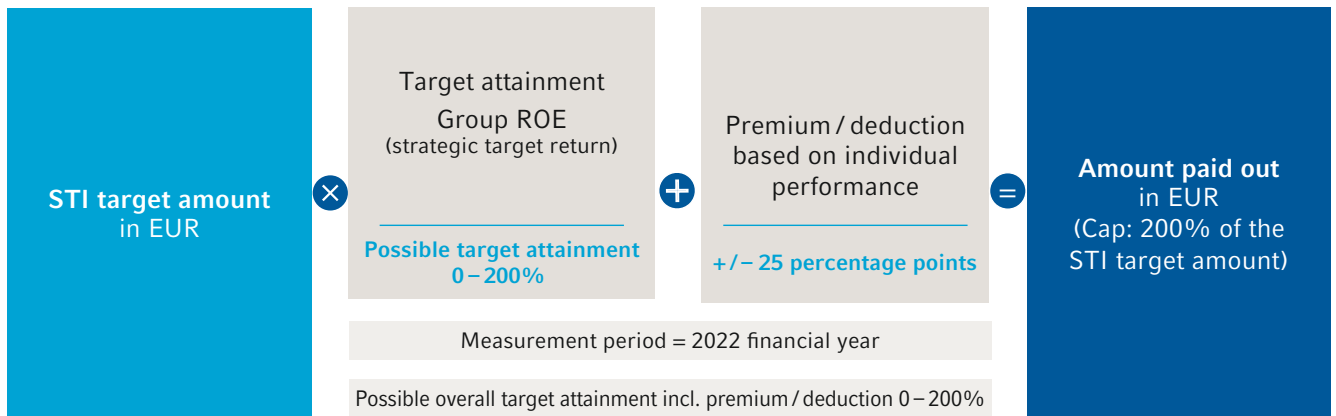 STI target amount
in EUR
×
Target attainment
Group ROE
(strategic target return)
Possible target attainment
0 – 200%
+
Premium / deduction
based on individual
performance
+ / – 25 percentage points
=
Amount paid out
in EUR
(Cap: 200% of the
STI target amount)
Measurement period = 2022 financial year
Possible overall target attainment incl. premium / deduction 0 – 200%